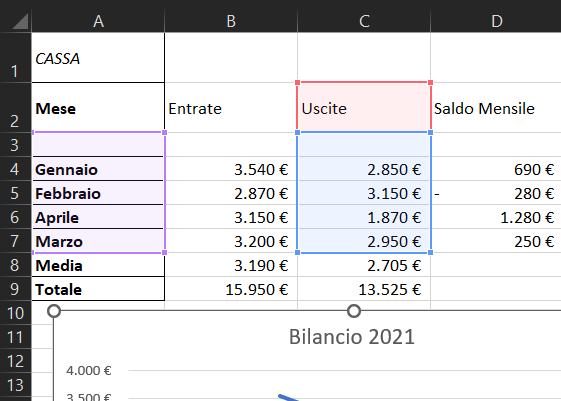 A B C D
1 CASSA
2 Mese Entrate Uscite Saldo Mensile
3
4 Gennaio 3.540 € 2.850 € 690 €
5 Febbraio 2.870 € 3.150 € - 280 €
6 Aprile 3.150 € 1.870 € 1.280 €
7 Marzo 3.200 € 2.950 € 250 €
8 Media 3.190 € 2.705 €
9 Totale 15.950 € 13.525 €
10
11 Bilancio 2021
12 4.000 €
13 3.500 €